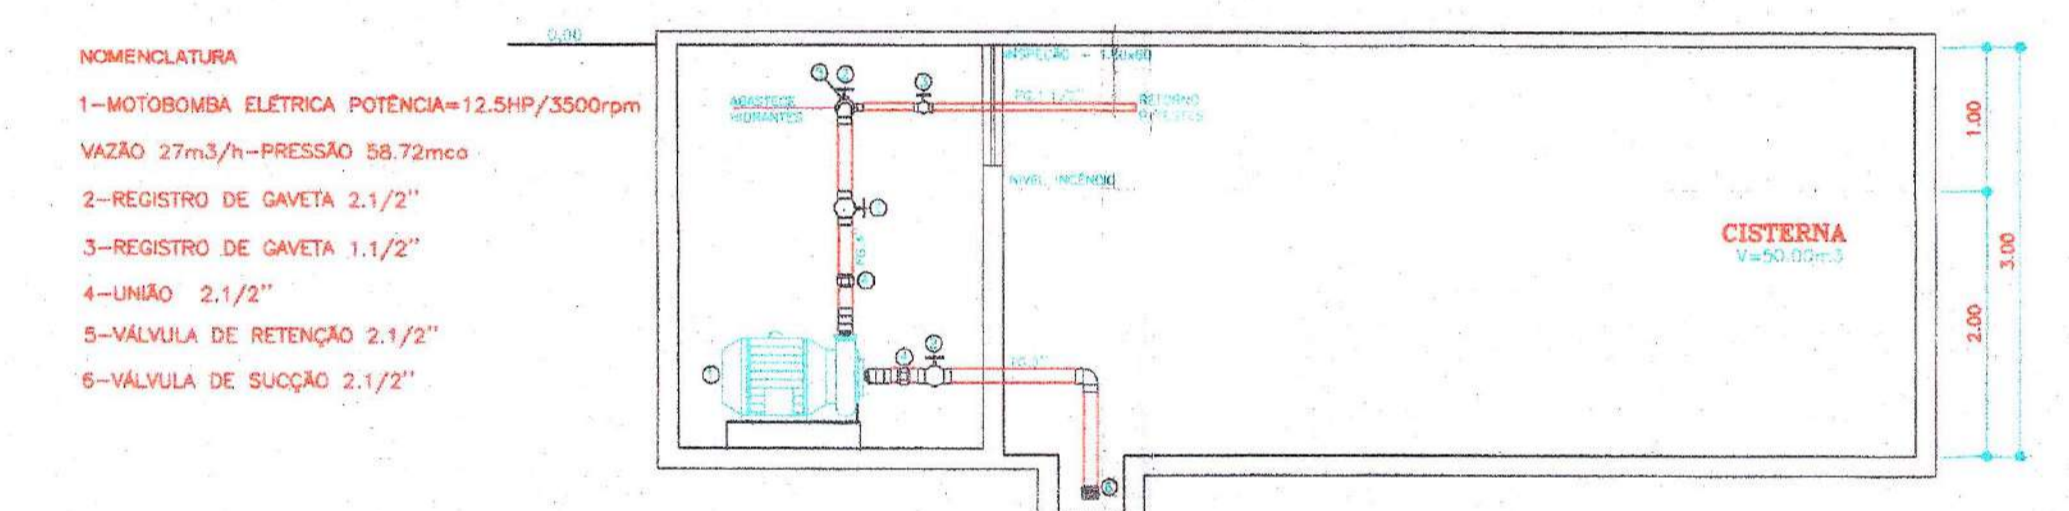 NOMENCLATURA
1-MOTOBOMBA ELÉTRICA POTÊNCIA=12.5HP/3500rpm
VAZÃO 27m3/h-PRESSÃO 58.72mca
2-REGISTRO DE GAVETA 2.1/2''
3-REGISTRO DE GAVETA 1.1/2''
4-UNIÃO 2.1/2''
5-VÁLVULA DE RETENÇÃO 2.1/2''
6-VÁLVULA DE SUCÇÃO 2.1/2''
0,00
INSPEÇÃO
ABASTECE
HIDRANTES
RETORNO
P/TESTES
NIVEL INCÊNDIO
CISTERNA
V=50.00m3
1.00
2.00
3.00